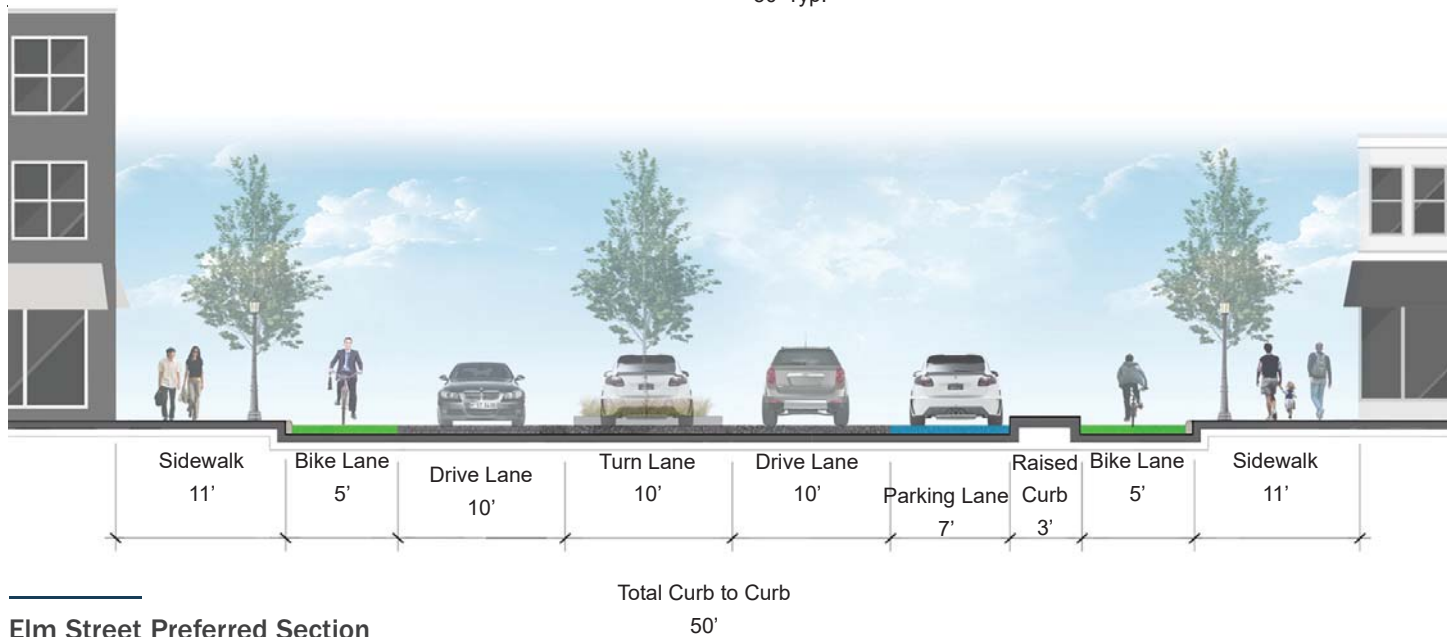 Sidewalk
11’
Bike Lane
5’
Drive Lane
10’
Turn Lane
10’
Drive Lane
10’
Parking Lane
7’
Raised
Curb
3’
Bike Lane
5’
Sidewalk
11’
Total Curb to Curb
50’
Elm Street Preferred Section